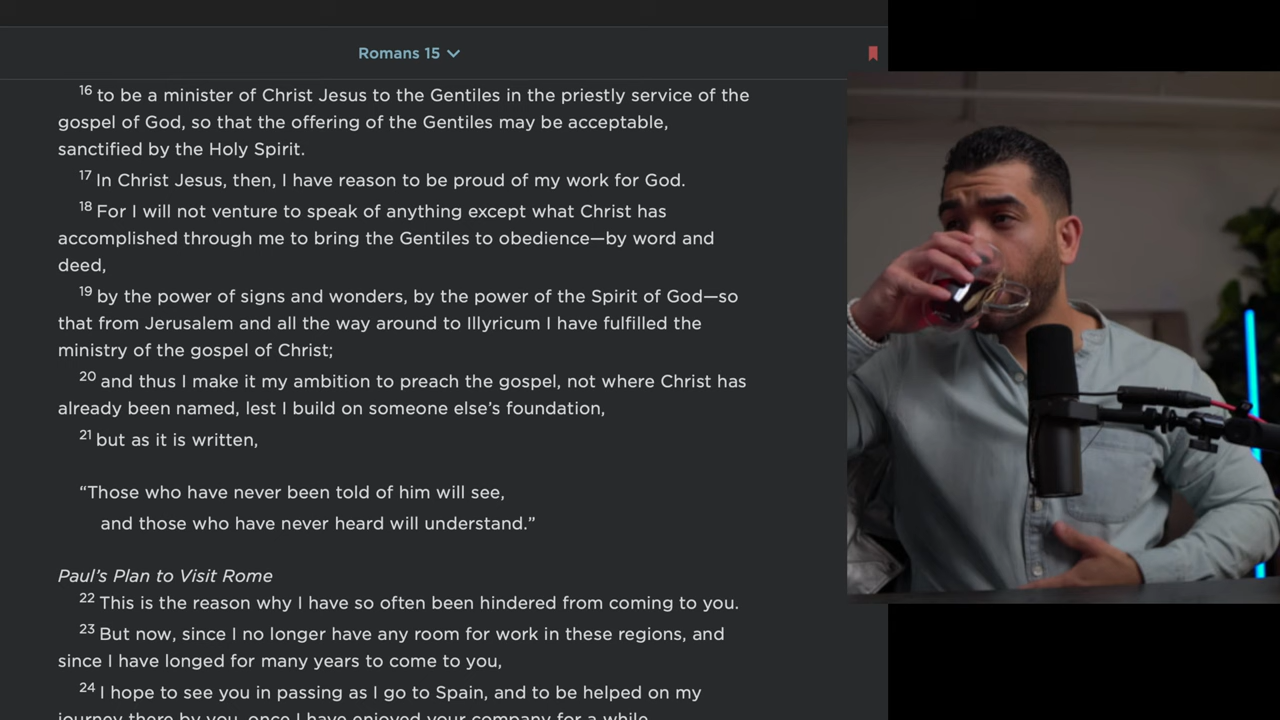 Romans 15
16 to be a minister of Christ Jesus to the Gentiles in the priestly service of the
gospel of God, so that the offering of the Gentiles may be acceptable,
sanctified by the Holy Spirit.
17 In Christ Jesus, then, I have reason to be proud of my work for God.
18 For I will not venture to speak of anything except what Christ has
accomplished through me to bring the Gentiles to obedience—by word and
deed,
19 by the power of signs and wonders, by the power of the Spirit of God—so
that from Jerusalem and all the way around to Illyricum I have fulfilled the
ministry of the gospel of Christ;
20 and thus I make it my ambition to preach the gospel, not where Christ has
already been named, lest I build on someone else’s foundation,
21 but as it is written,
“Those who have never been told of him will see,
and those who have never heard will understand.”
Paul’s Plan to Visit Rome
22 This is the reason why I have so often been hindered from coming to you.
23 But now, since I no longer have any room for work in these regions, and
since I have longed for many years to come to you,
24 I hope to see you in passing as I go to Spain, and to be helped on my
journey there by you, once I have enjoyed your company for a while.